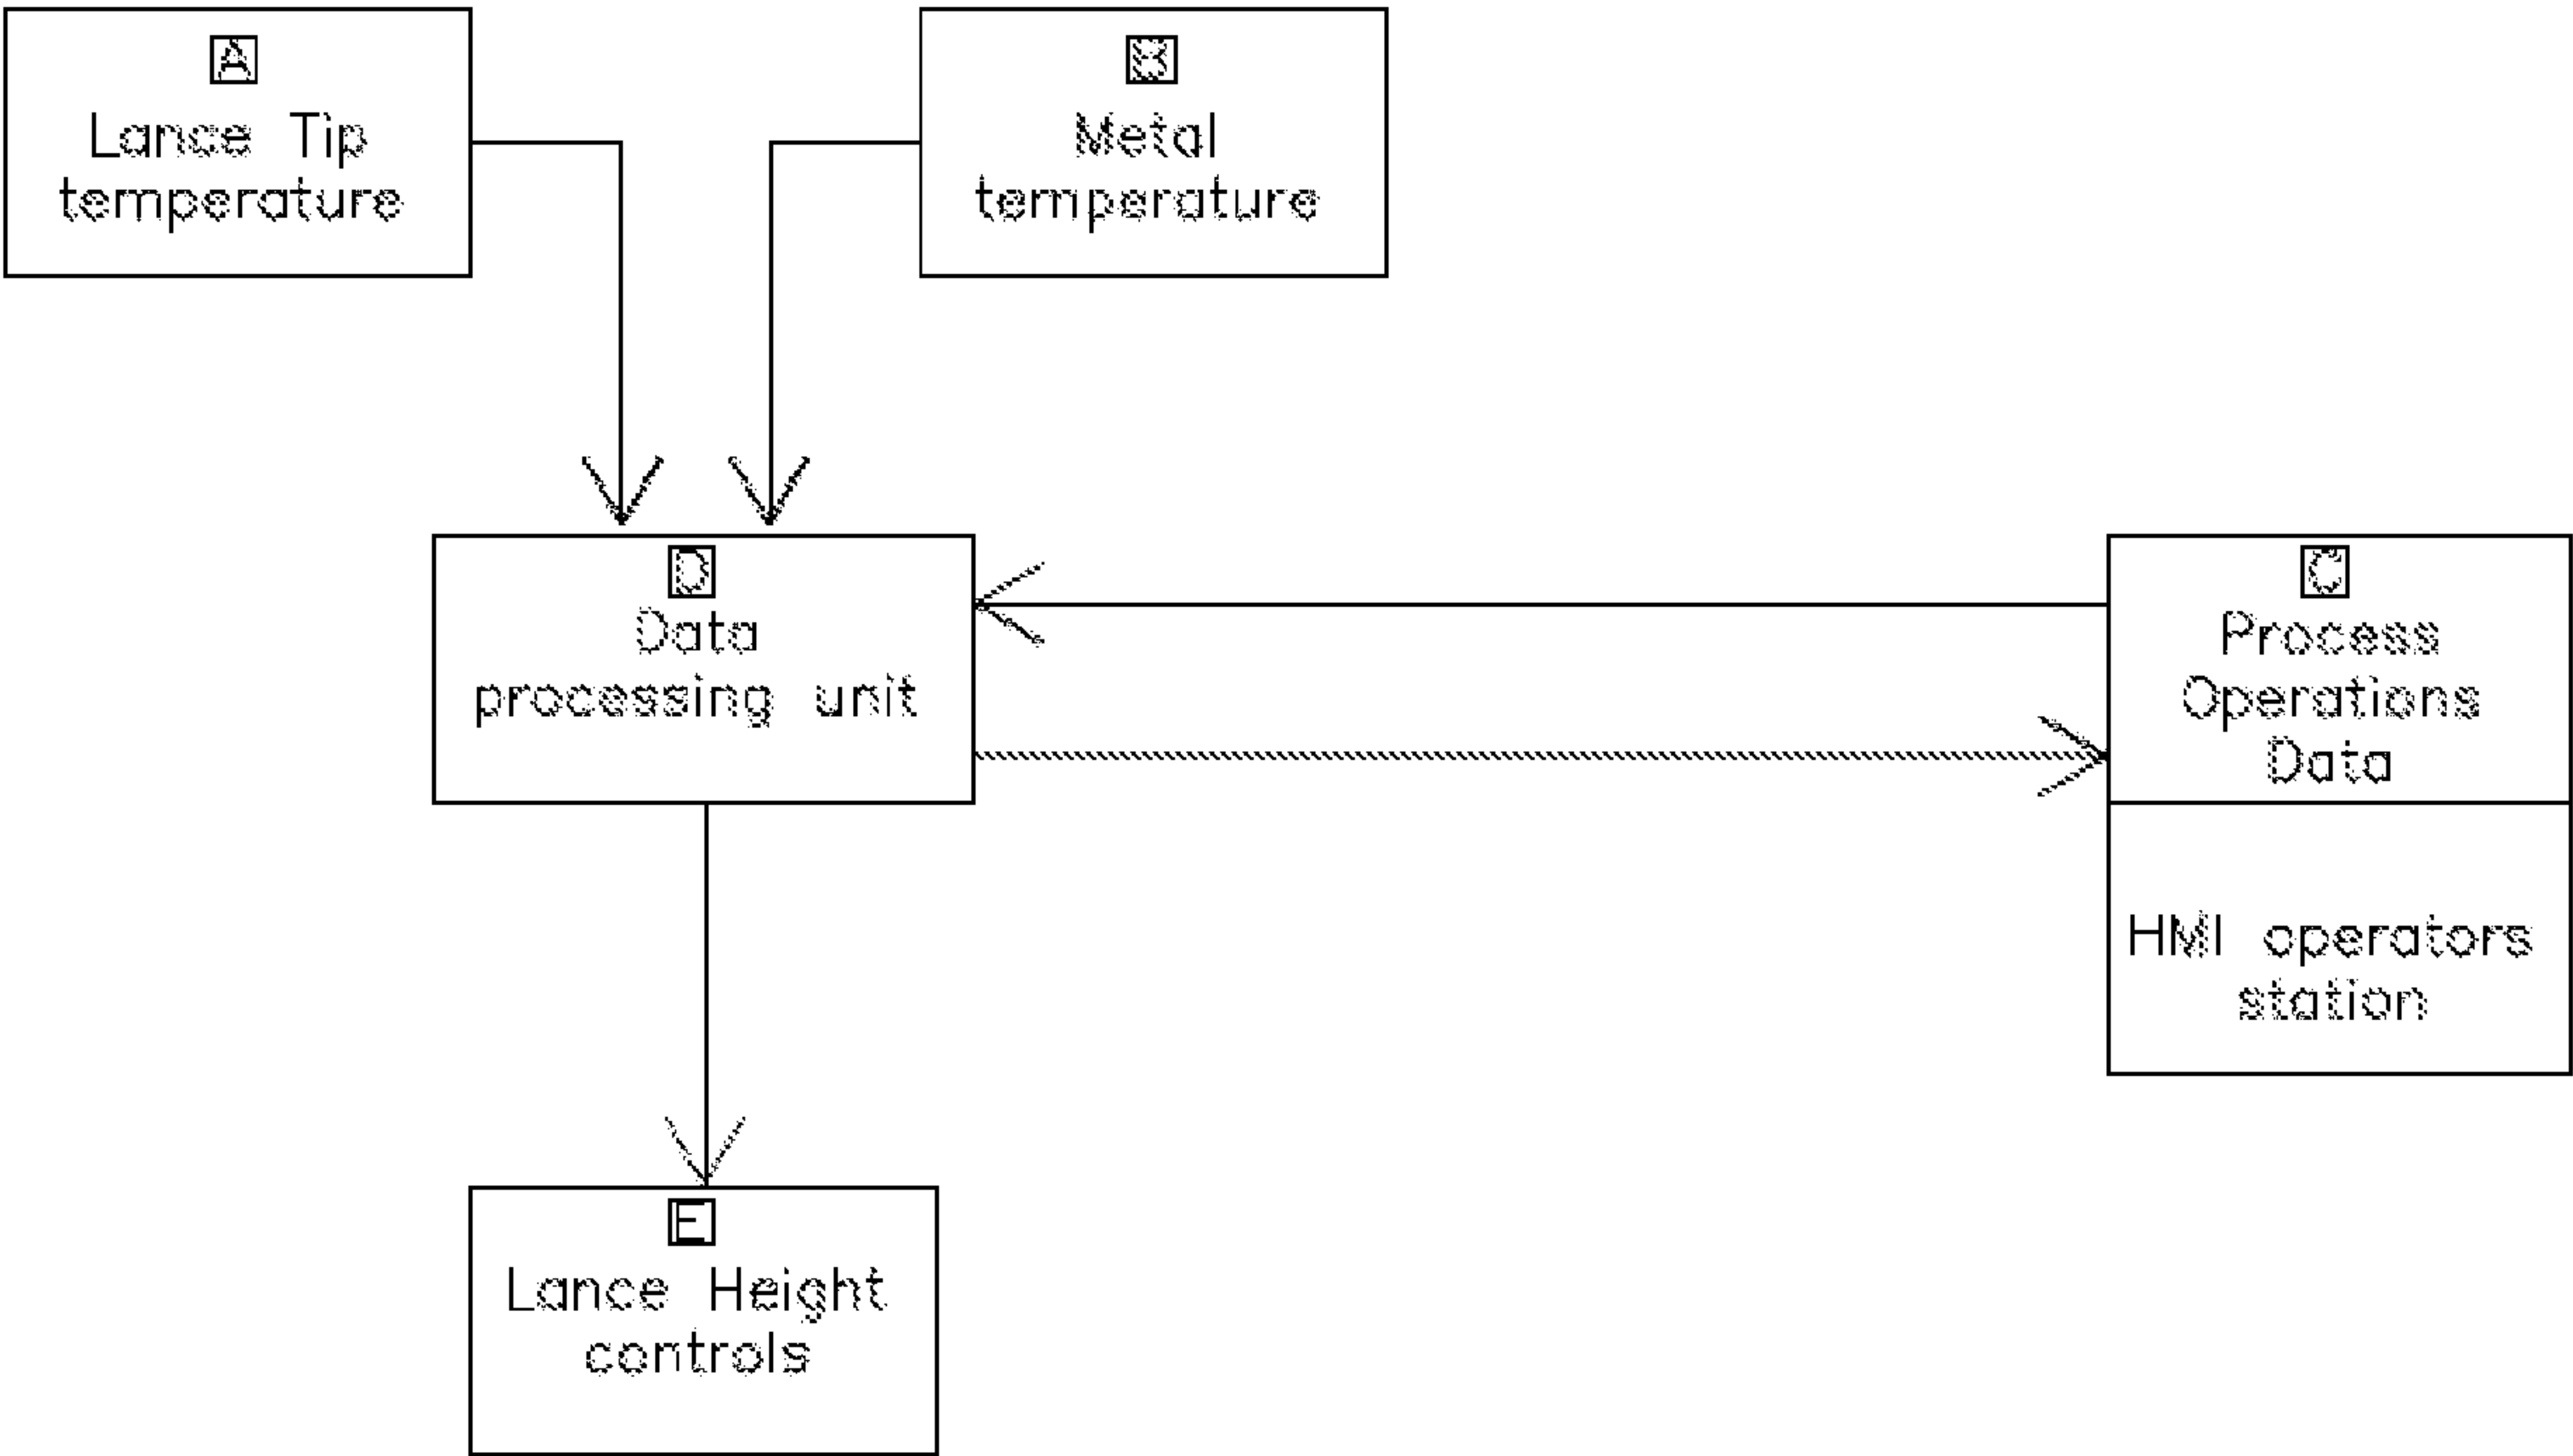 A
Lance Tip
temperature
B
Metal
temperature
D
Data
processing unit
C
Process
Operations
Data
HMI operators
station
E
Lance Height
controls